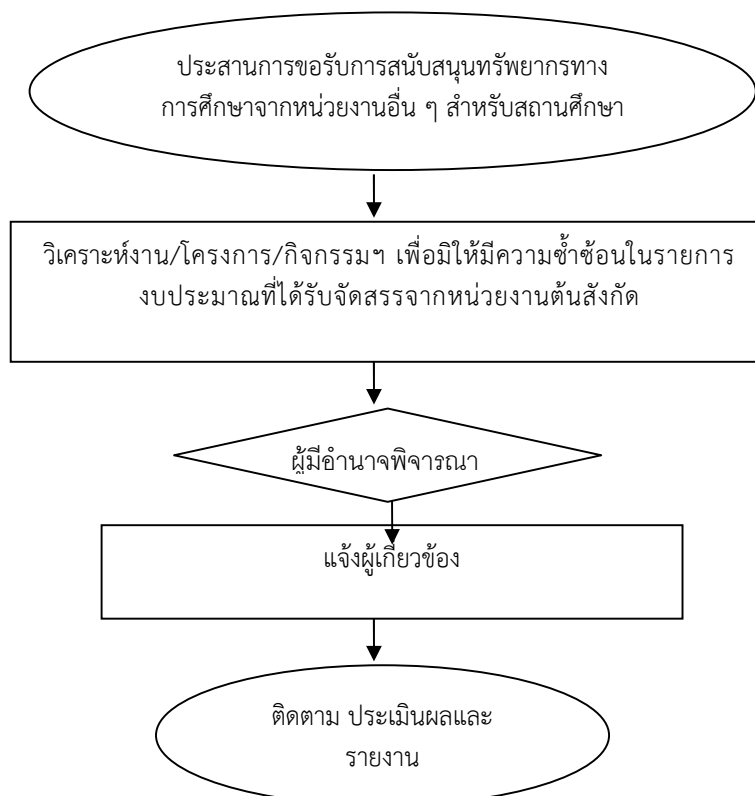 ประสานการขอรับการสนับสนุนทรัพยากรทาง
การศึกษาจากหน่วยงานอื่น ๆ สำหรับสถานศึกษา
วิเคราะห์งาน/โครงการ/กิจกรรมฯ เพื่อมิให้มีความซ้ำซ้อนในรายการ
งบประมาณที่ได้รับจัดสรรจากหน่วยงานต้นสังกัด
ผู้มีอำนาจพิจารณา
แจ้งผู้เกี่ยวข้อง
ติดตาม ประเมินผลและ
รายงาน